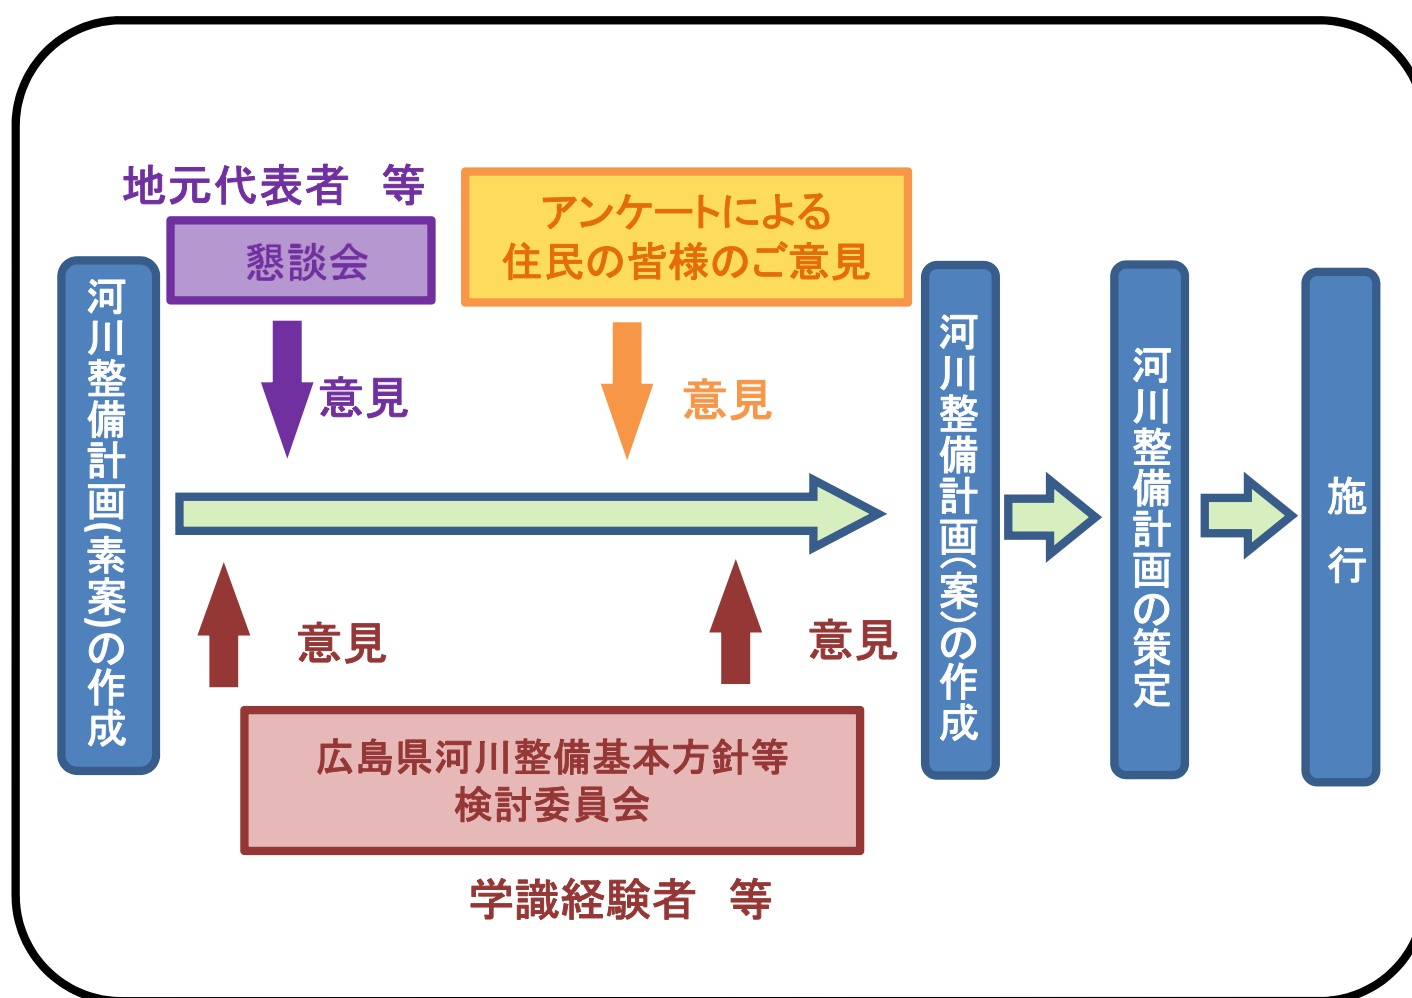 地元代表者　等
懇談会
アンケートによる
住民の皆様のご意見
河川整備計画(素案)の作成
意見
意見
意見
意見
広島県河川整備基本方針等
検討委員会
学識経験者　等
河川整備計画(案)の作成
河川整備計画の策定
施行